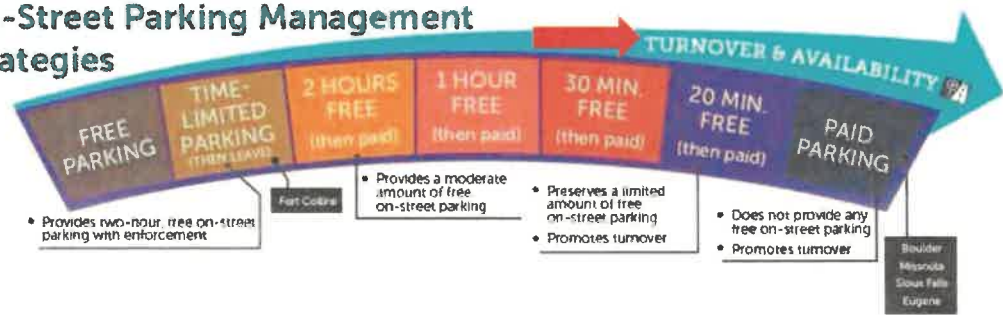 -Street Parking Management
ategies
TURNOVER & AVAILABILITY
FREE
PARKING
TIME-
LIMITED
PARKING
(THEN LEAVE)
2 HOURS
FREE
(then paid)
1 HOUR
FREE
(then paid)
30 MIN.
FREE
(then paid)
20 MIN.
FREE
(then paid)
PAID
PARKING
Fort Collins
• Provides two-hour, free on-street
parking with enforcement
• Provides a moderate
amount of free
on-street parking
• Preserves a limited
amount of free
on-street parking
• Promotes turnover
• Does not provide any
free on-street parking
• Promotes turnover
Boulder
Missoula
Sioux Falls
Eugene